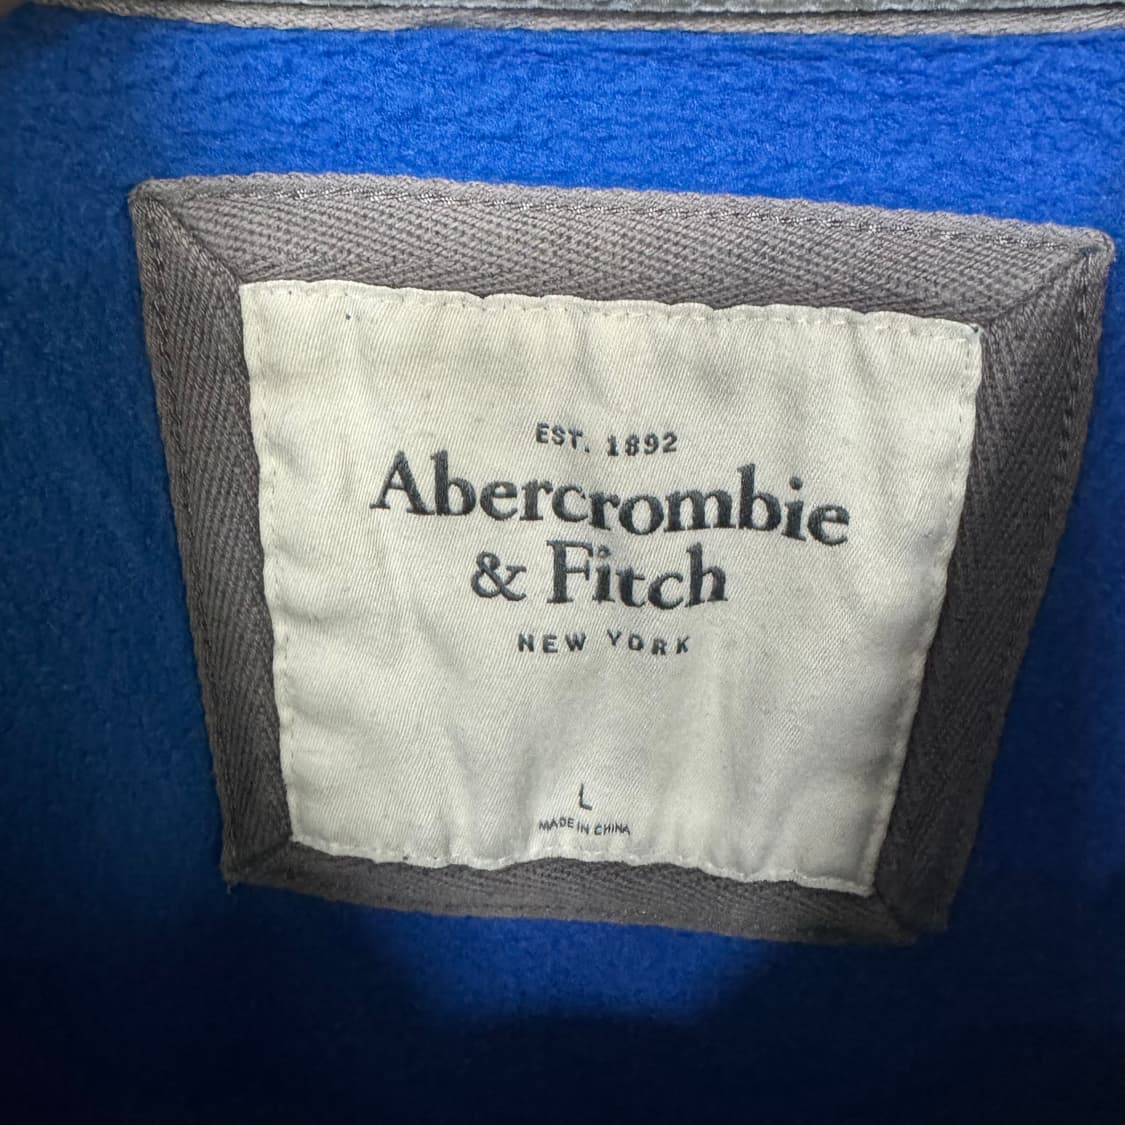 EST. 1892
Abercrombie
& Fitch
NEW YORK
L
MADE IN CHINA